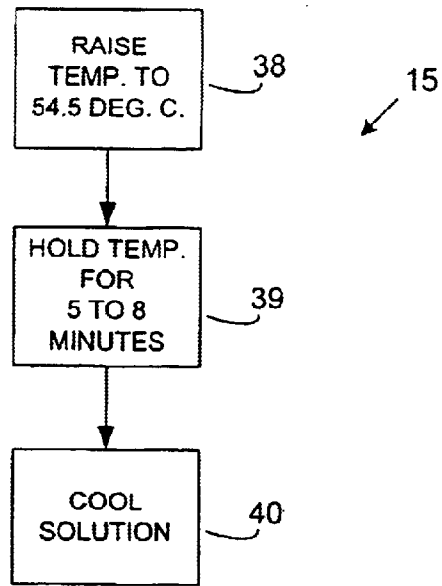 RAISE
TEMP. TO
54.5 DEG. C.
38
15
HOLD TEMP.
FOR
5 TO 8
MINUTES
39
COOL
SOLUTION
40